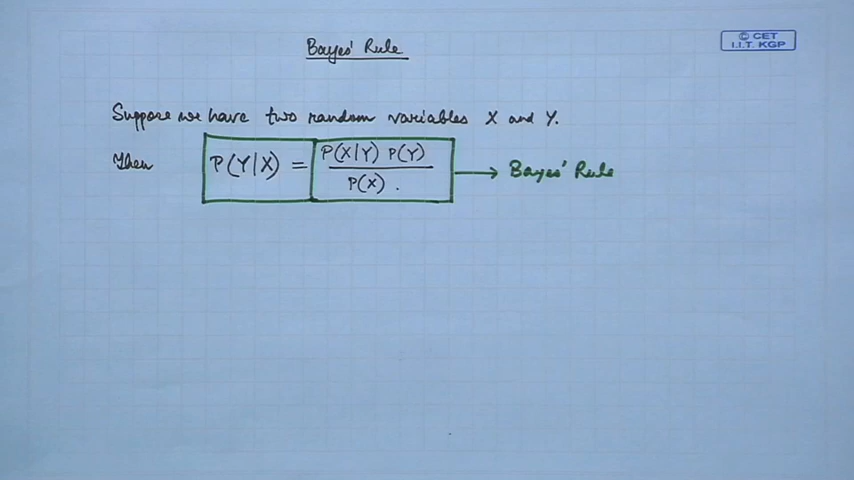 Bayes' Rule
© CET
I.I.T. KGP
Suppose we have two random variables X and Y.
Then P(Y|X) = P(X|Y) P(Y) / P(X) . → Bayes' Rule